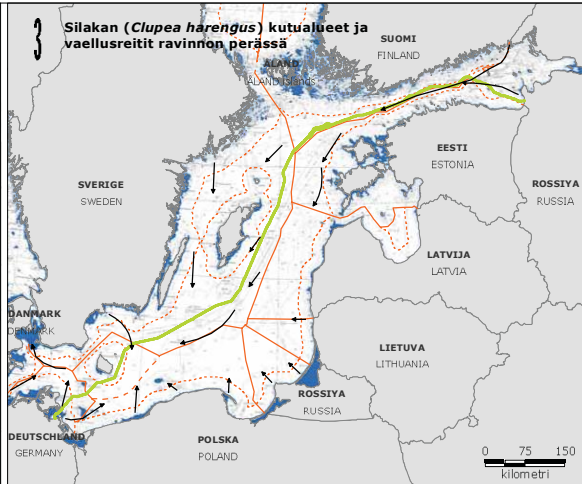 3
Silakan (Clupea harengus) kutualueet ja
vaellusreitit ravinnon perässä
SUOMI
FINLAND
ÅLAND
ÅLAND Islands
EESTI
ESTONIA
SVERIGE
SWEDEN
ROSSIYA
RUSSIA
LATVIJA
LATVIA
DANMARK
DENMARK
LIETUVA
LITHUANIA
ROSSIYA
RUSSIA
DEUTSCHLAND
GERMANY
POLSKA
POLAND
0 75 150
kilometri